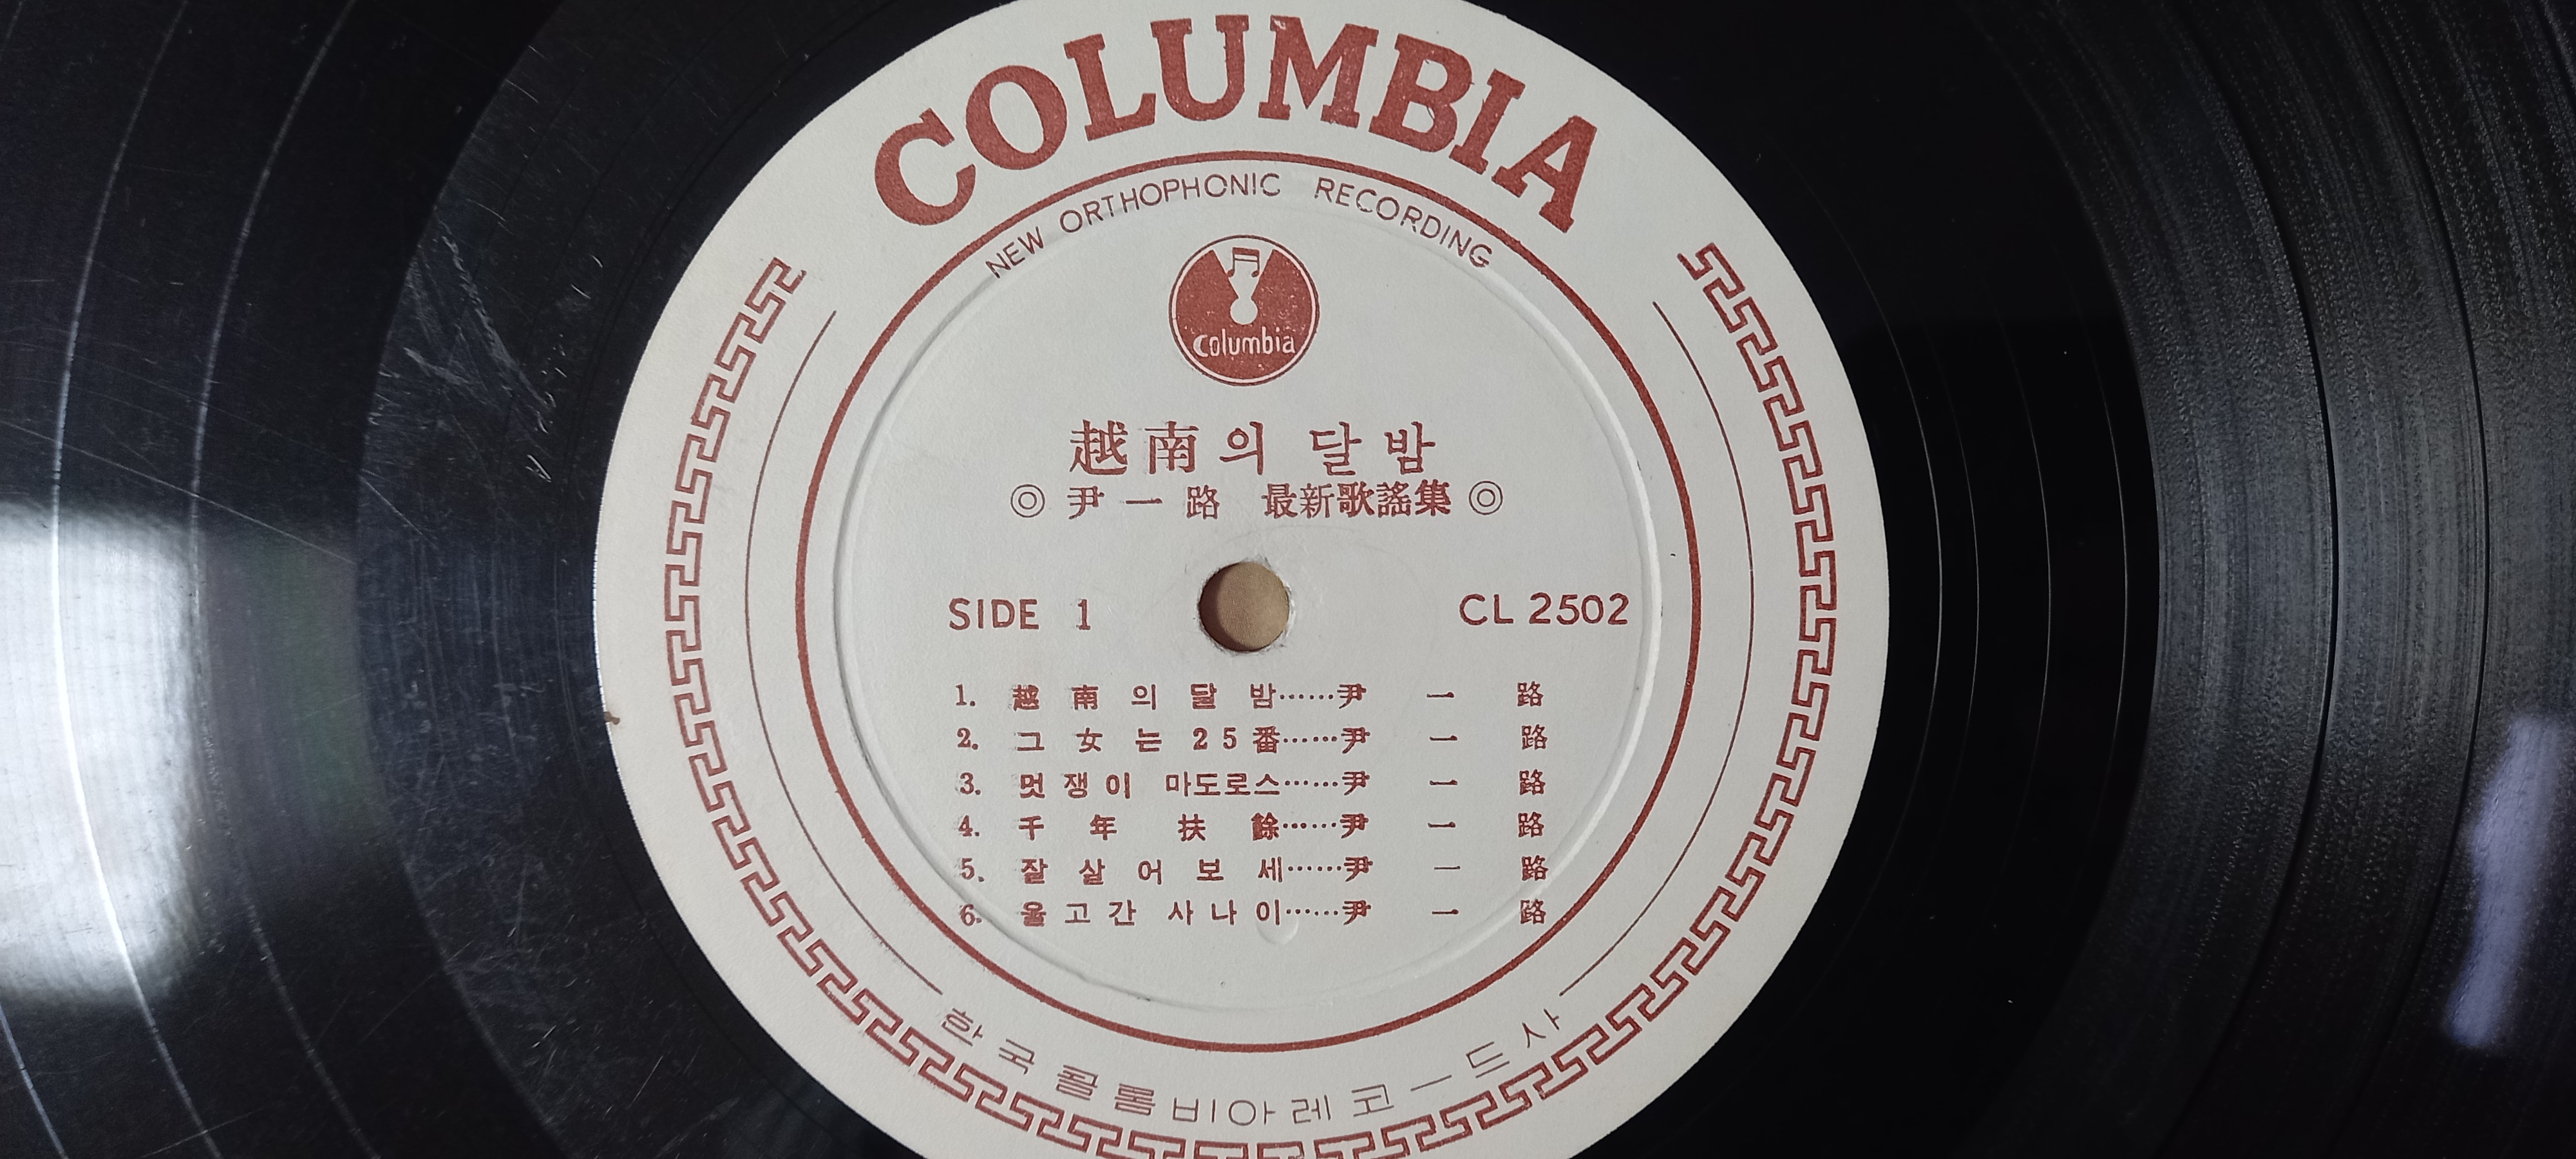 COLUMBIA
NEW ORTHOPHONIC RECORDING
Columbia
越南의 달밤
◎ 尹一路 最新歌謠集 ◎
SIDE 1 CL 2502
1. 越南의달밤……尹一路
2. 그女는25番……尹一路
3. 멋쟁이 마도로스……尹一路
4. 千年扶餘……尹一路
5. 잘살어보세……尹一路
6. 울고간 사나이……尹一路
한국콜롬비아레코ー드사